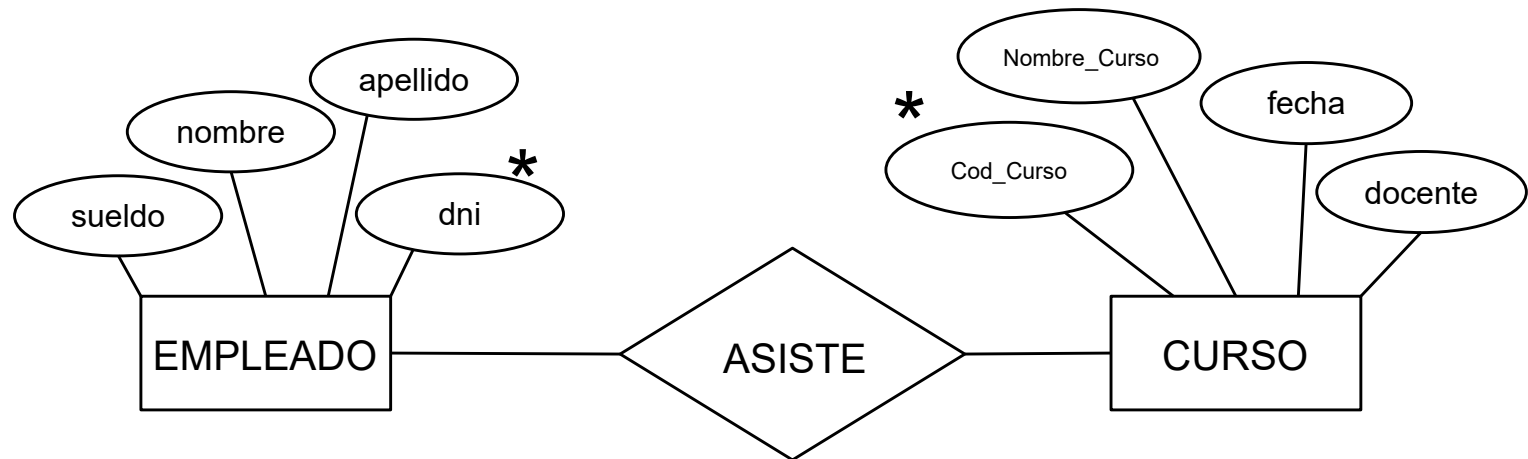 Nombre_Curso
apellido
fecha
nombre
*
Cod_Curso
*
docente
sueldo
dni
EMPLEADO
ASISTE
CURSO